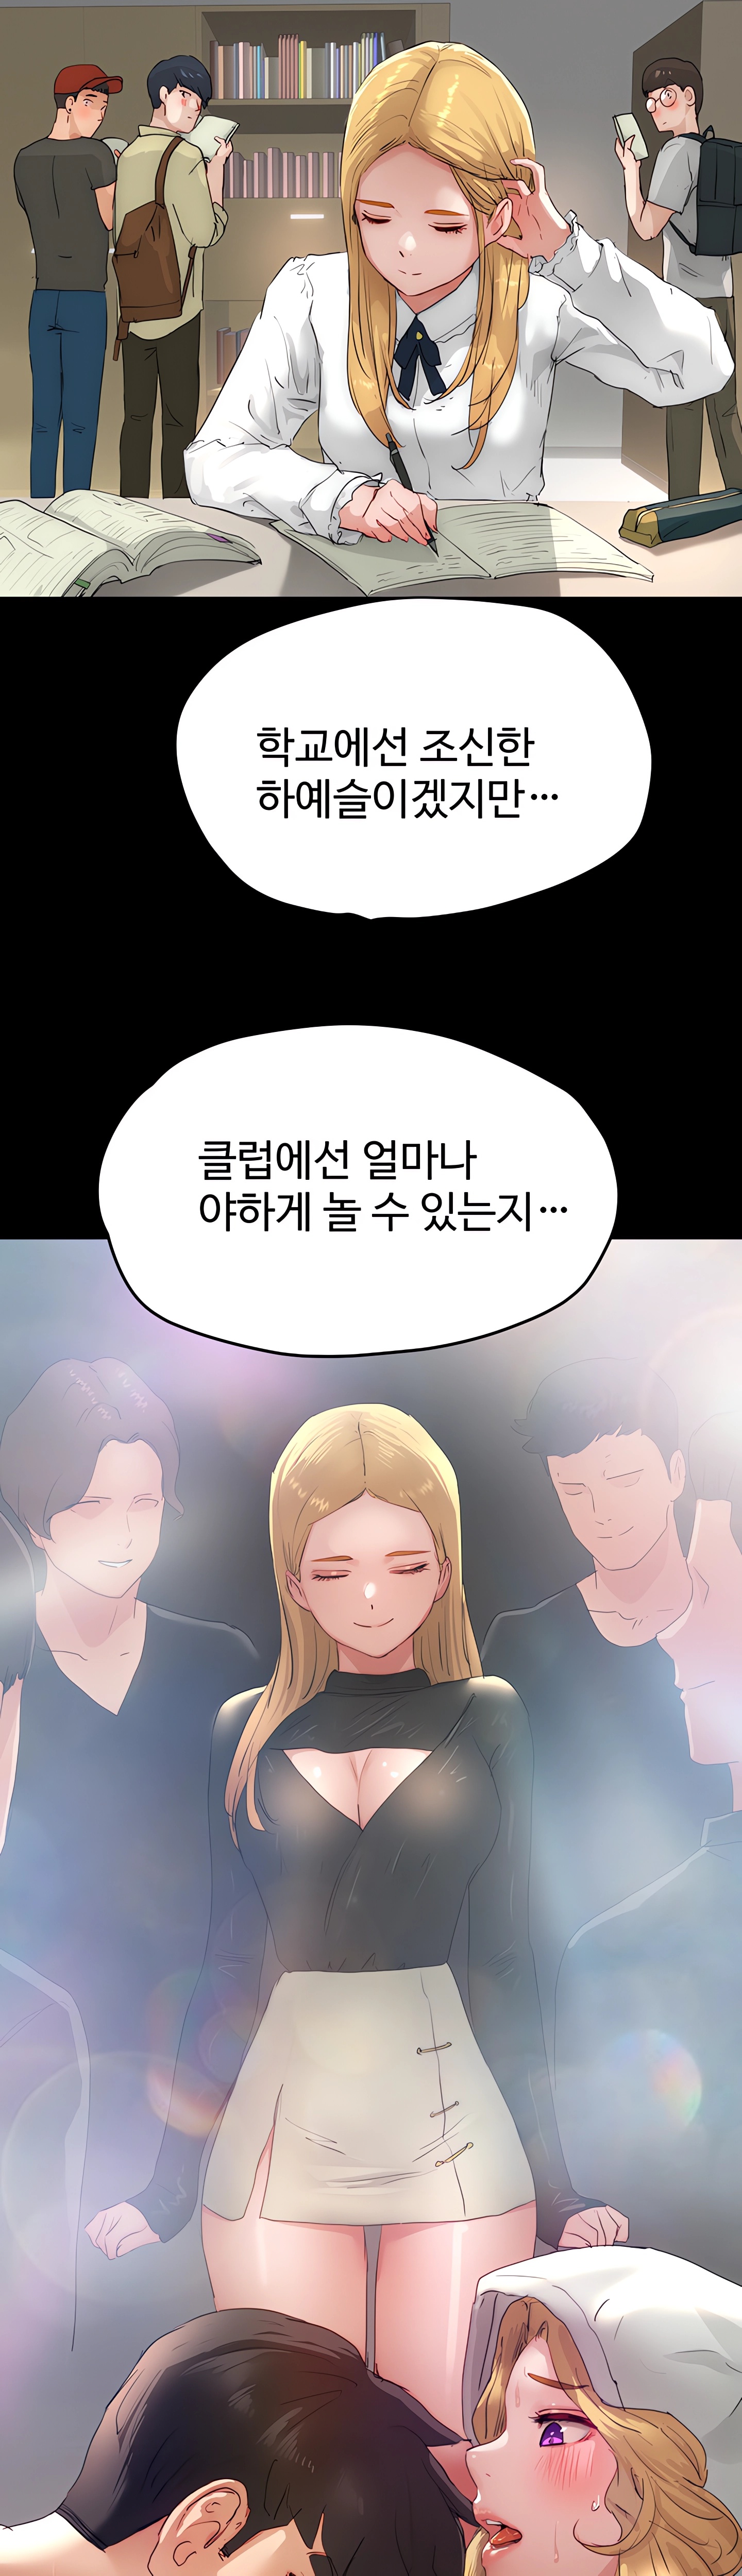 학교에선 조신한
하예슬이겠지만…
클럽에선 얼마나
야하게 놀 수 있는지…